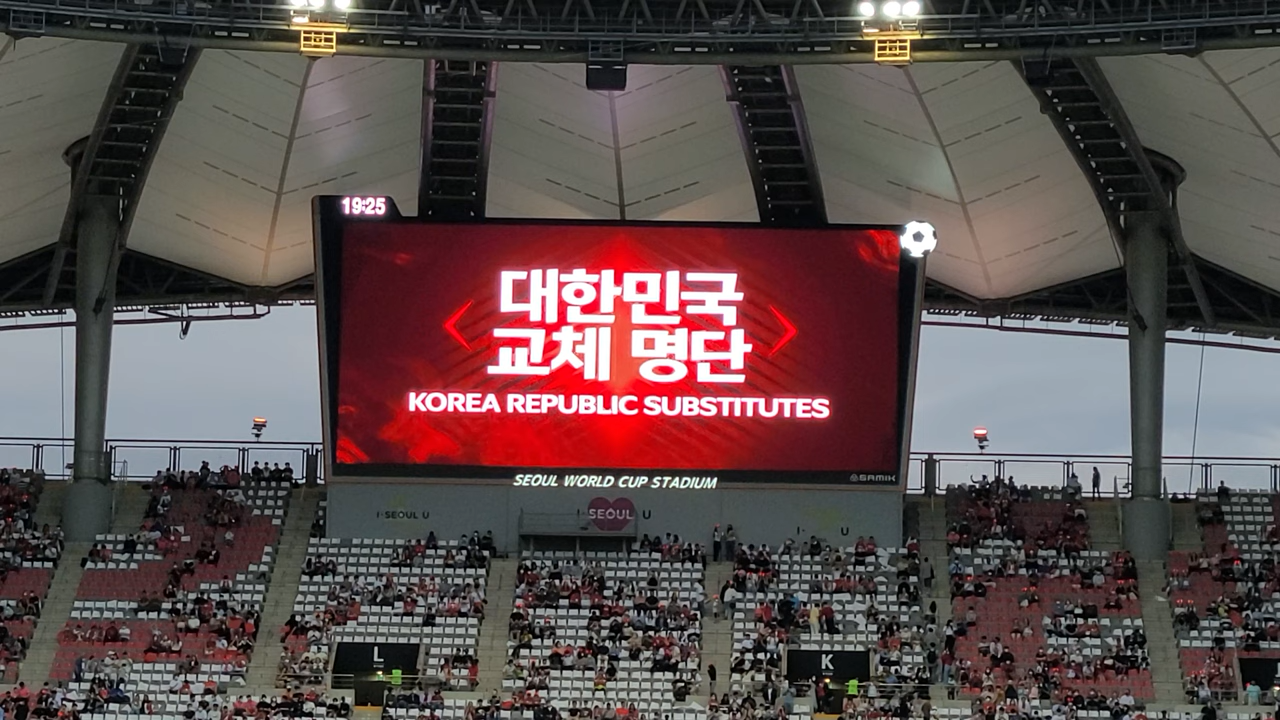 19:25
대한민국
교체 명단
KOREA REPUBLIC SUBSTITUTES
SEOUL WORLD CUP STADIUM
SAMIK
I·SEOUL·U
I·SEOUL·U
I U
L
K